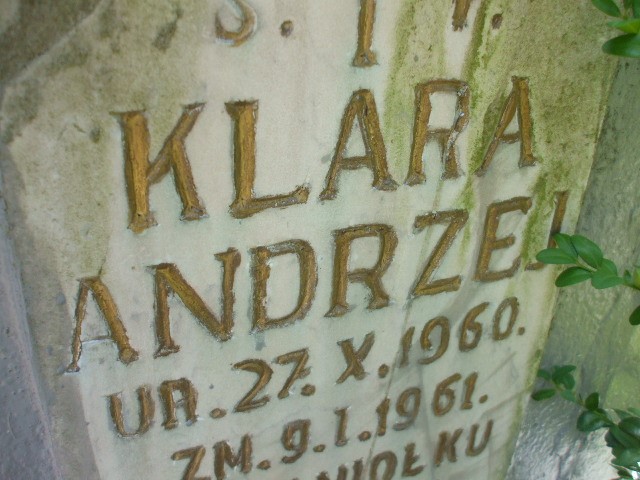 KLARA
ANDRZEJ
UR. 27. X. 1960.
ZM. 9. I. 1961.